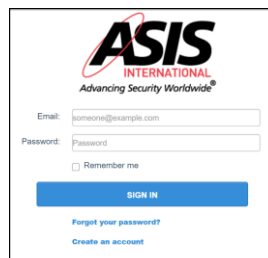 ASIS
INTERNATIONAL
Advancing Security Worldwide®
Email: someone@example.com
Password: Password
Remember me
SIGN IN
Forgot your password?
Create an account